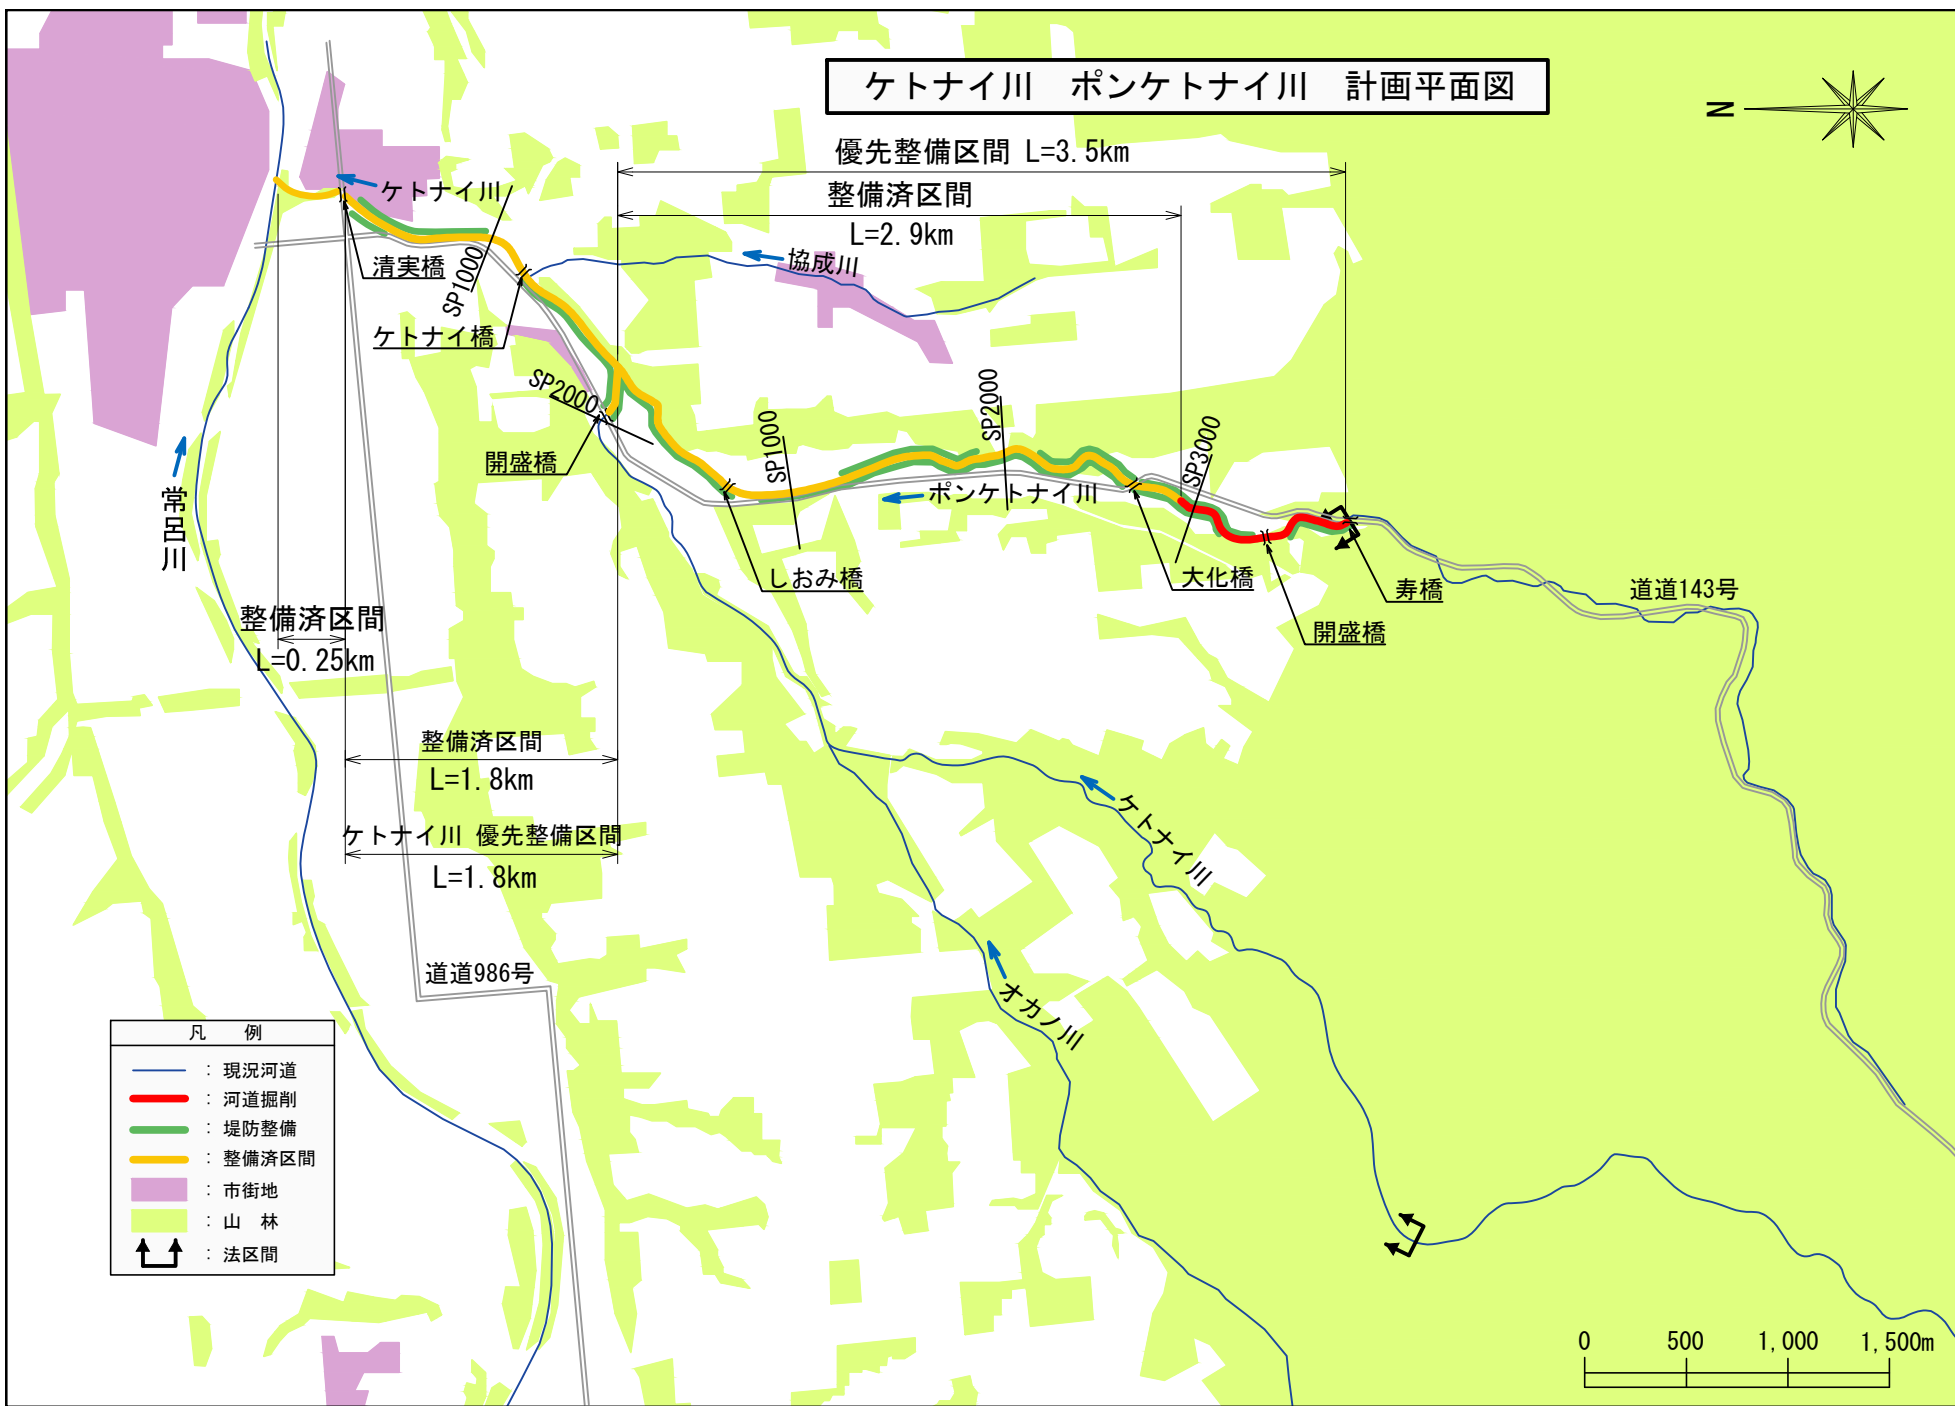 ケトナイ川　ポンケトナイ川　計画平面図
N
優先整備区間 L=3.5km
整備済区間
L=2.9km
ケトナイ川
協成川
清実橋
SP1000
ケトナイ橋
SP2000
開盛橋
SP1000
SP2000
SP3000
ポンケトナイ川
しおみ橋
大化橋
寿橋
開盛橋
道道143号
常呂川
整備済区間
L=0.25km
整備済区間
L=1.8km
ケトナイ川 優先整備区間
L=1.8km
ケトナイ川
オカノ川
道道986号
凡　例
：現況河道
：河道掘削
：堤防整備
：整備済区間
：市街地
：山　林
：法区間
0 500 1,000 1,500m